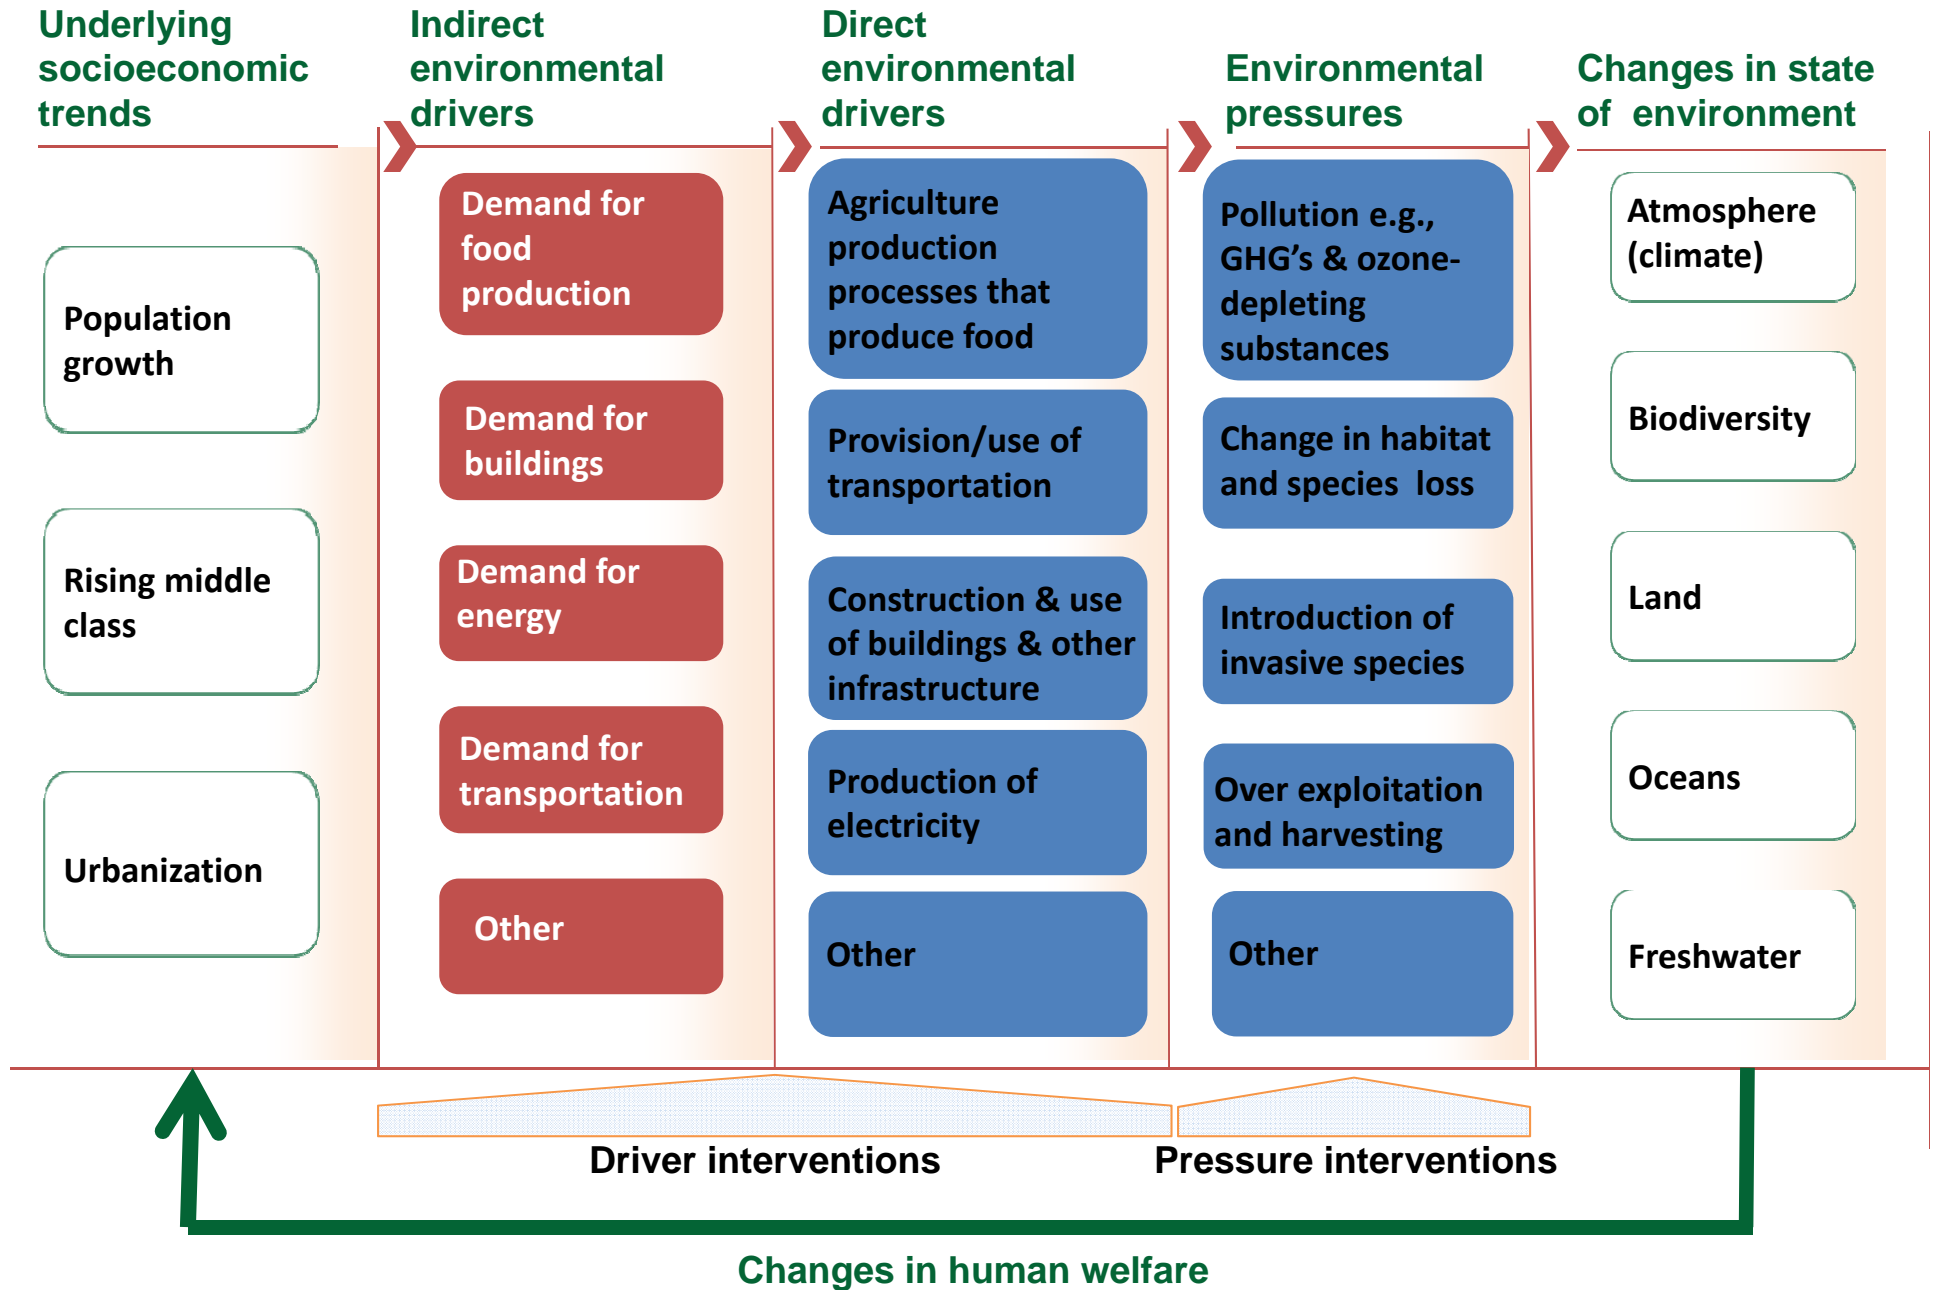 Underlying
socioeconomic
trends
Indirect
environmental
drivers
Direct
environmental
drivers
Environmental
pressures
Changes in state
of environment
Population
growth
Rising middle
class
Urbanization
Demand for
food
production
Demand for
buildings
Demand for
energy
Demand for
transportation
Other
Agriculture
production
processes that
produce food
Provision/use of
transportation
Construction & use
of buildings & other
infrastructure
Production of
electricity
Other
Pollution e.g.,
GHG’s & ozone-
depleting
substances
Change in habitat
and species loss
Introduction of
invasive species
Over exploitation
and harvesting
Other
Atmosphere
(climate)
Biodiversity
Land
Oceans
Freshwater
Driver interventions
Pressure interventions
Changes in human welfare